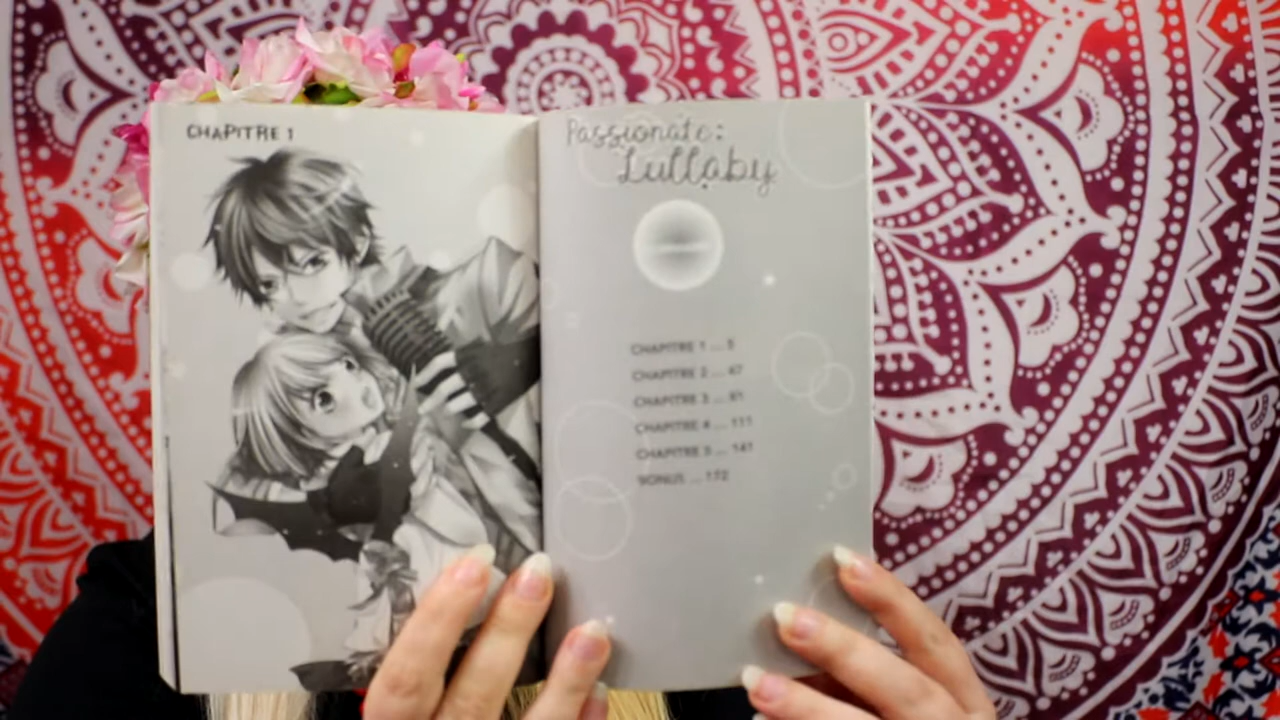 CHAPITRE 1
Passionate:
Lullaby
CHAPITRE 1 ... 5
CHAPITRE 2 ... 47
CHAPITRE 3 ... 81
CHAPITRE 4 ... 111
CHAPITRE 5 ... 141
BONUS ... 172